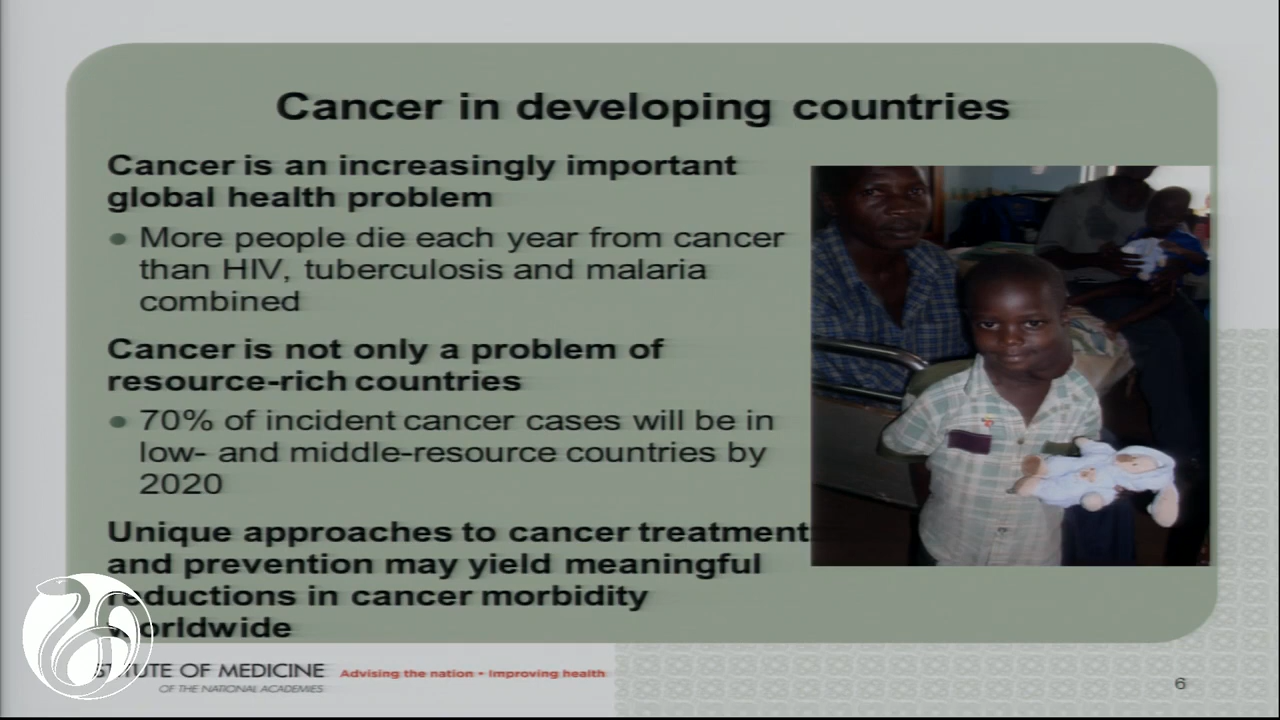 Cancer in developing countries
Cancer is an increasingly important
global health problem
More people die each year from cancer
than HIV, tuberculosis and malaria
combined
Cancer is not only a problem of
resource-rich countries
70% of incident cancer cases will be in
low- and middle-resource countries by
2020
Unique approaches to cancer treatment
and prevention may yield meaningful
reductions in cancer morbidity
worldwide
STITUTE OF MEDICINE Advising the nation • Improving health
OF THE NATIONAL ACADEMIES
6